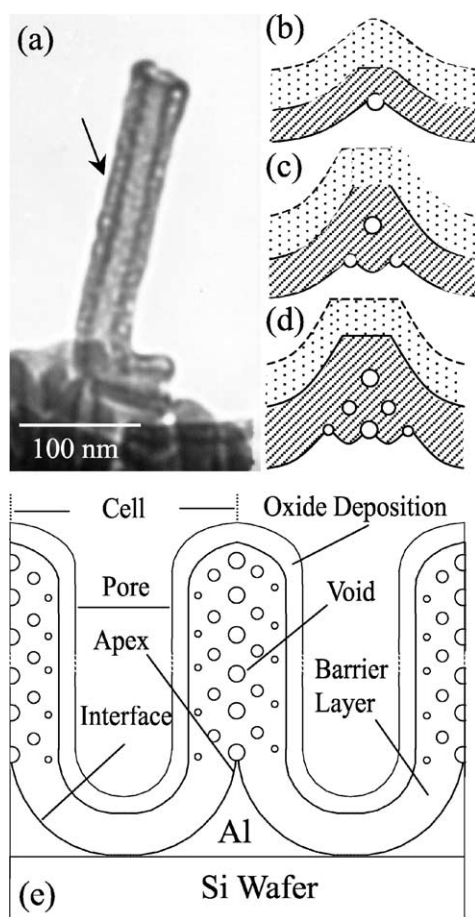 (a)
100 nm
(b)
(c)
(d)
Cell
Oxide Deposition
Pore
Void
Apex
Interface
Barrier
Layer
Al
Si Wafer
(e)